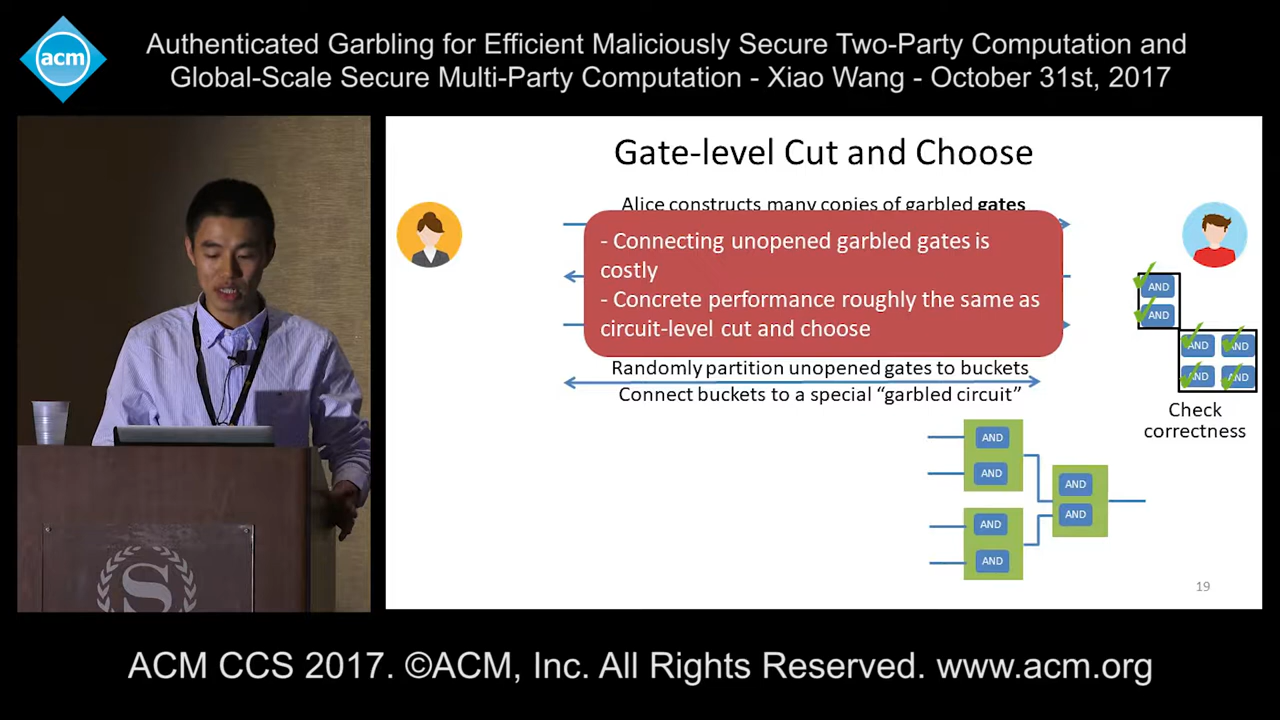 acm
Authenticated Garbling for Efficient Maliciously Secure Two-Party Computation and
Global-Scale Secure Multi-Party Computation - Xiao Wang - October 31st, 2017
Gate-level Cut and Choose
Alice constructs many copies of garbled gates
- Connecting unopened garbled gates is
costly
- Concrete performance roughly the same as
circuit-level cut and choose
Randomly partition unopened gates to buckets
Connect buckets to a special “garbled circuit”
AND
AND
AND AND
AND AND
Check
correctness
AND
AND
AND
AND
AND
AND
19
S
ACM CCS 2017. ©ACM, Inc. All Rights Reserved. www.acm.org